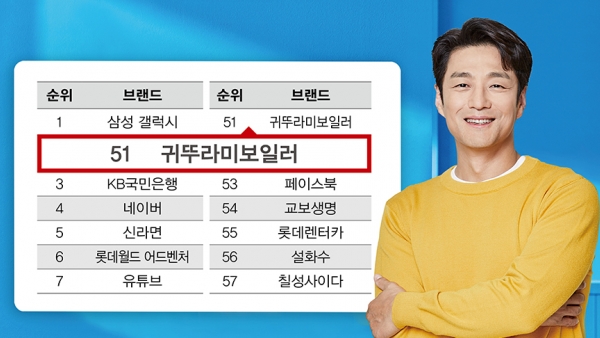 순위 브랜드 순위 브랜드
1 삼성 갤럭시 51 귀뚜라미보일러
51 귀뚜라미보일러
3 KB국민은행 53 페이스북
4 네이버 54 교보생명
5 신라면 55 롯데렌터카
6 롯데월드 어드벤처 56 설화수
7 유튜브 57 칠성사이다